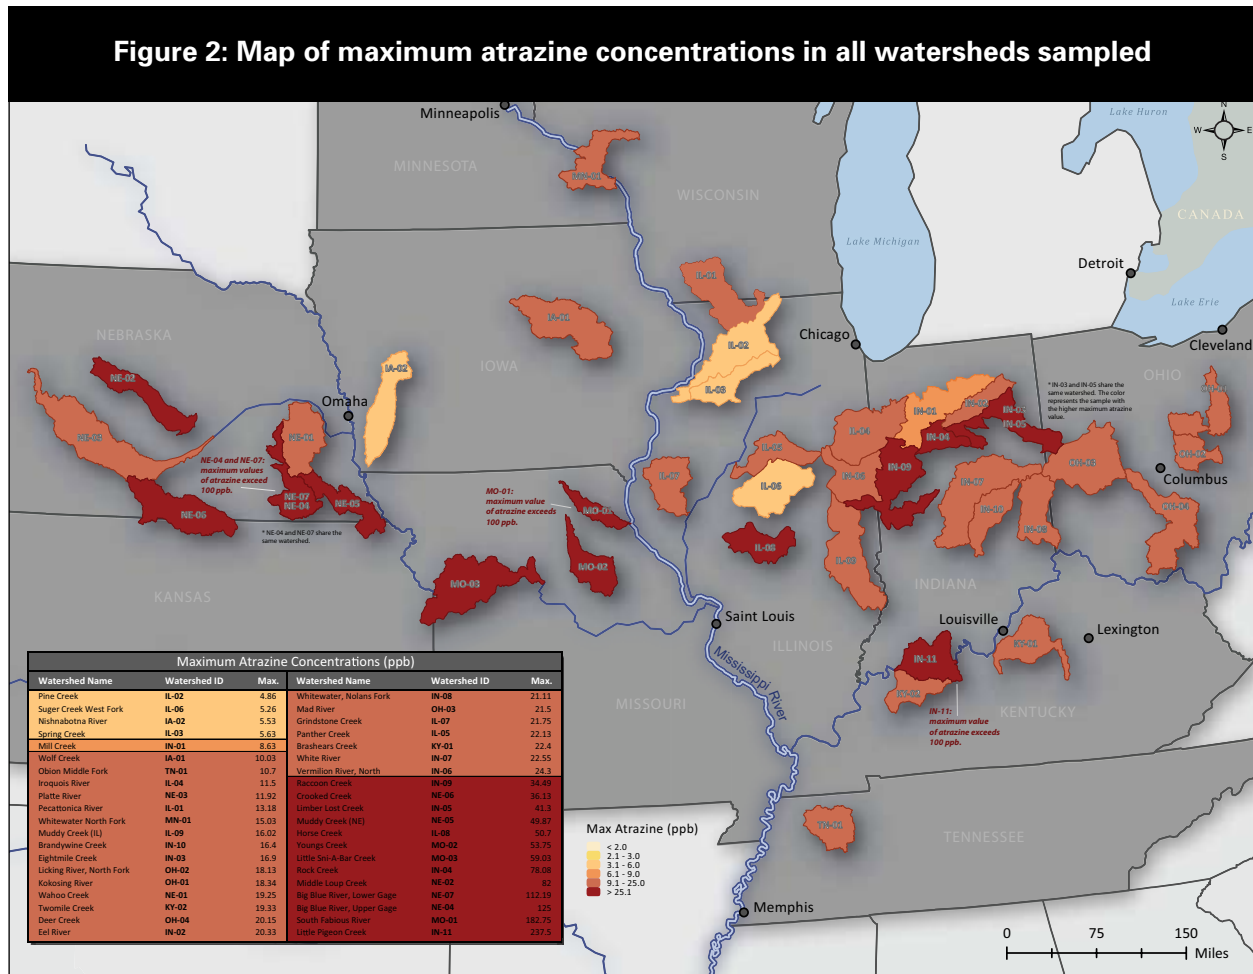 Figure 2: Map of maximum atrazine concentrations in all watersheds sampled
Minneapolis
MINNESOTA
MN-01
WISCONSIN
Lake Michigan
Lake Huron
N
W E
S
CANADA
Detroit
Lake Erie
Cleveland
OHIO
NEBRASKA
NE-02
NE-03
Omaha
NE-01
NE-04 and NE-07:
maximum values
of atrazine exceed
100 ppb.
NE-07
NE-04
NE-05
NE-06
* NE-04 and NE-07 share the
same watershed.
IA-02
IA-01
IOWA
IL-01
IL-02
IL-03
Chicago
IN-01
IN-02
IN-03
IN-05
IN-04
* IN-03 and IN-05 share the
same watershed. The color
represents the sample with
the higher maximum atrazine
value.
OH-01
OH-02
OH-03
OH-04
Columbus
IL-04
IL-05
IL-06
IL-07
IN-06
IN-09
IN-07
IN-10
IN-08
MO-01:
maximum value
of atrazine exceeds
100 ppb.
MO-01
MO-02
MO-03
IL-08
IL-09
KANSAS
INDIANA
Saint Louis
ILLINOIS
Louisville
Lexington
KY-01
IN-11
KY-02
IN-11:
maximum value
of atrazine exceeds
100 ppb.
KENTUCKY
Mississippi River
MISSOURI
TN-01
TENNESSEE
Memphis
Maximum Atrazine Concentrations (ppb)
Watershed Name Watershed ID Max. Watershed Name Watershed ID Max.
Pine Creek IL-02 4.86 Whitewater, Nolans Fork IN-08 21.11
Suger Creek West Fork IL-06 5.26 Mad River OH-03 21.5
Nishnabotna River IA-02 5.53 Grindstone Creek IL-07 21.75
Spring Creek IL-03 5.63 Panther Creek IL-05 22.13
Mill Creek IN-01 8.63 Brashears Creek KY-01 22.4
Wolf Creek IA-01 10.03 White River IN-07 22.55
Obion Middle Fork TN-01 10.7 Vermilion River, North IN-06 24.3
Iroquois River IL-04 11.5 Raccoon Creek IN-09 34.49
Platte River NE-03 11.92 Crooked Creek NE-06 36.13
Pecattonica River IL-01 13.18 Limber Lost Creek IN-05 41.3
Whitewater North Fork MN-01 15.03 Muddy Creek (NE) NE-05 49.87
Muddy Creek (IL) IL-09 16.02 Horse Creek IL-08 50.7
Brandywine Creek IN-10 16.4 Youngs Creek MO-02 53.75
Eightmile Creek IN-03 16.9 Little Sni-A-Bar Creek MO-03 59.03
Licking River, North Fork OH-02 18.13 Rock Creek IN-04 78.08
Kokosing River OH-01 18.34 Middle Loup Creek NE-02 82
Wahoo Creek NE-01 19.25 Big Blue River, Lower Gage NE-07 112.19
Twomile Creek KY-02 19.33 Big Blue River, Upper Gage NE-04 125
Deer Creek OH-04 20.15 South Fabious River MO-01 182.75
Eel River IN-02 20.33 Little Pigeon Creek IN-11 237.5
Max Atrazine (ppb)
< 2.0
2.1 - 3.0
3.1 - 6.0
6.1 - 9.0
9.1 - 25.0
> 25.1
0 75 150
Miles